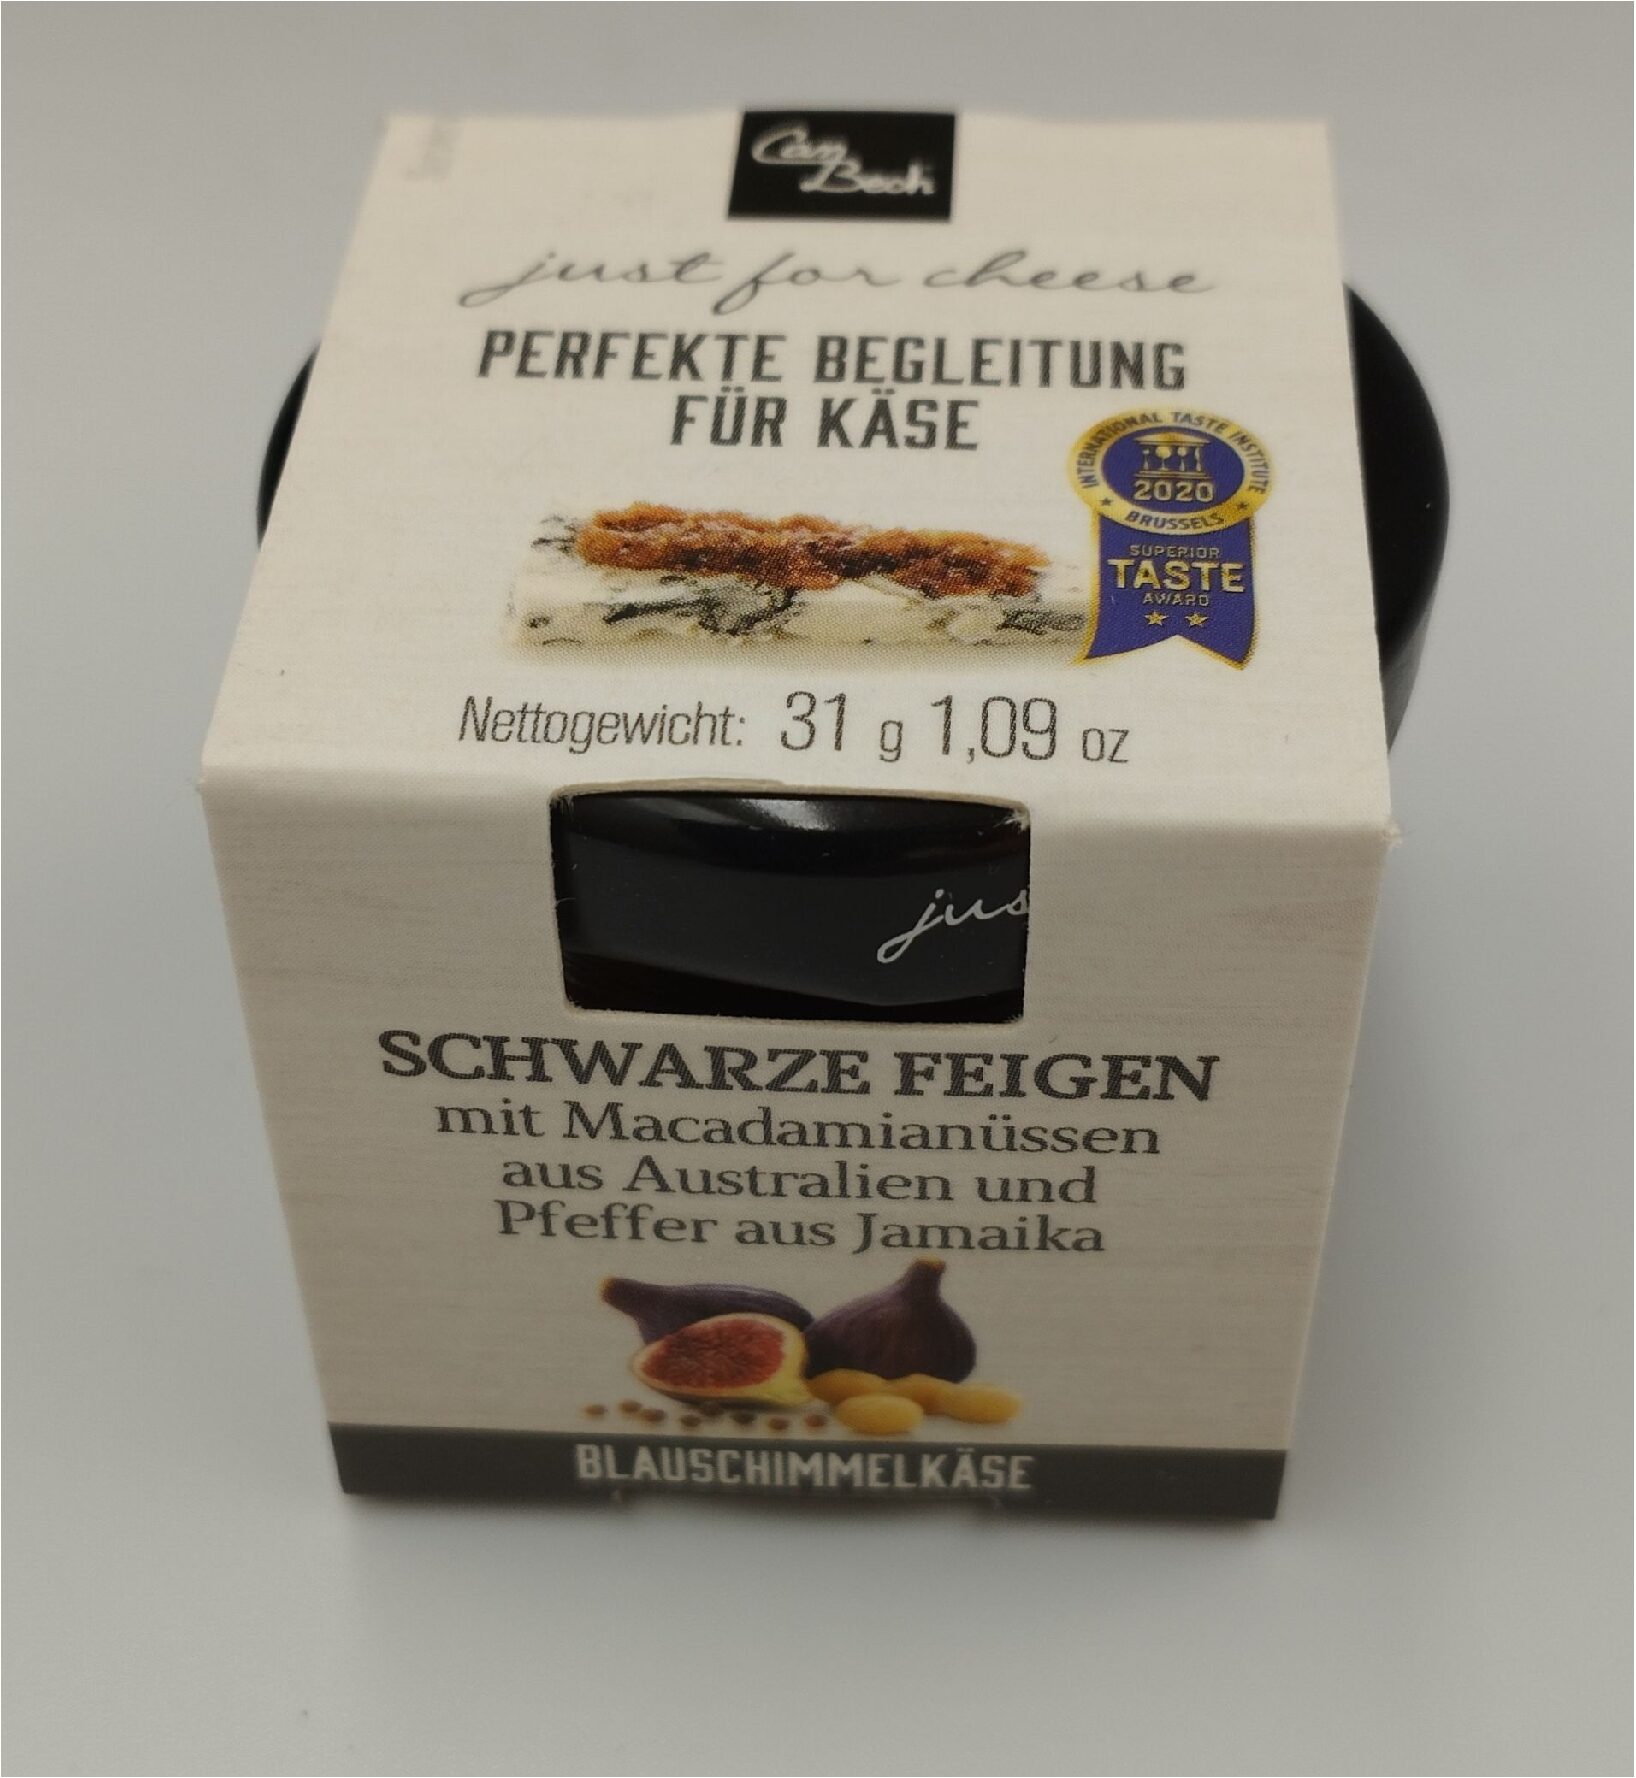 Can
Bech
just for cheese
PERFEKTE BEGLEITUNG
FÜR KÄSE
INTERNATIONAL TASTE INSTITUTE
2020
BRUSSELS
SUPERIOR
TASTE
AWARD
Nettogewicht: 31 g 1,09 oz
jus
SCHWARZE FEIGEN
mit Macadamianüssen
aus Australien und
Pfeffer aus Jamaika
BLAUSCHIMMELKÄSE